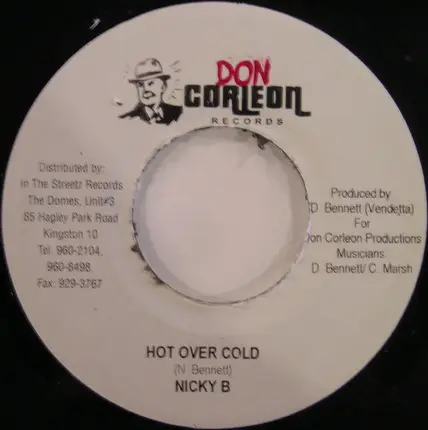 DON
CORLEON
RECORDS
Distributed by:
In The Streetz Records
The Domes, Unit#3
85 Hagley Park Road
Kingston 10
Tel: 960-2104,
960-8498
Fax: 929-3767
Produced by
D. Bennett (Vendetta)
For
Don Corleon Productions
Musicians
D. Bennett/ C. Marsh
HOT OVER COLD
(N. Bennett)
NICKY B